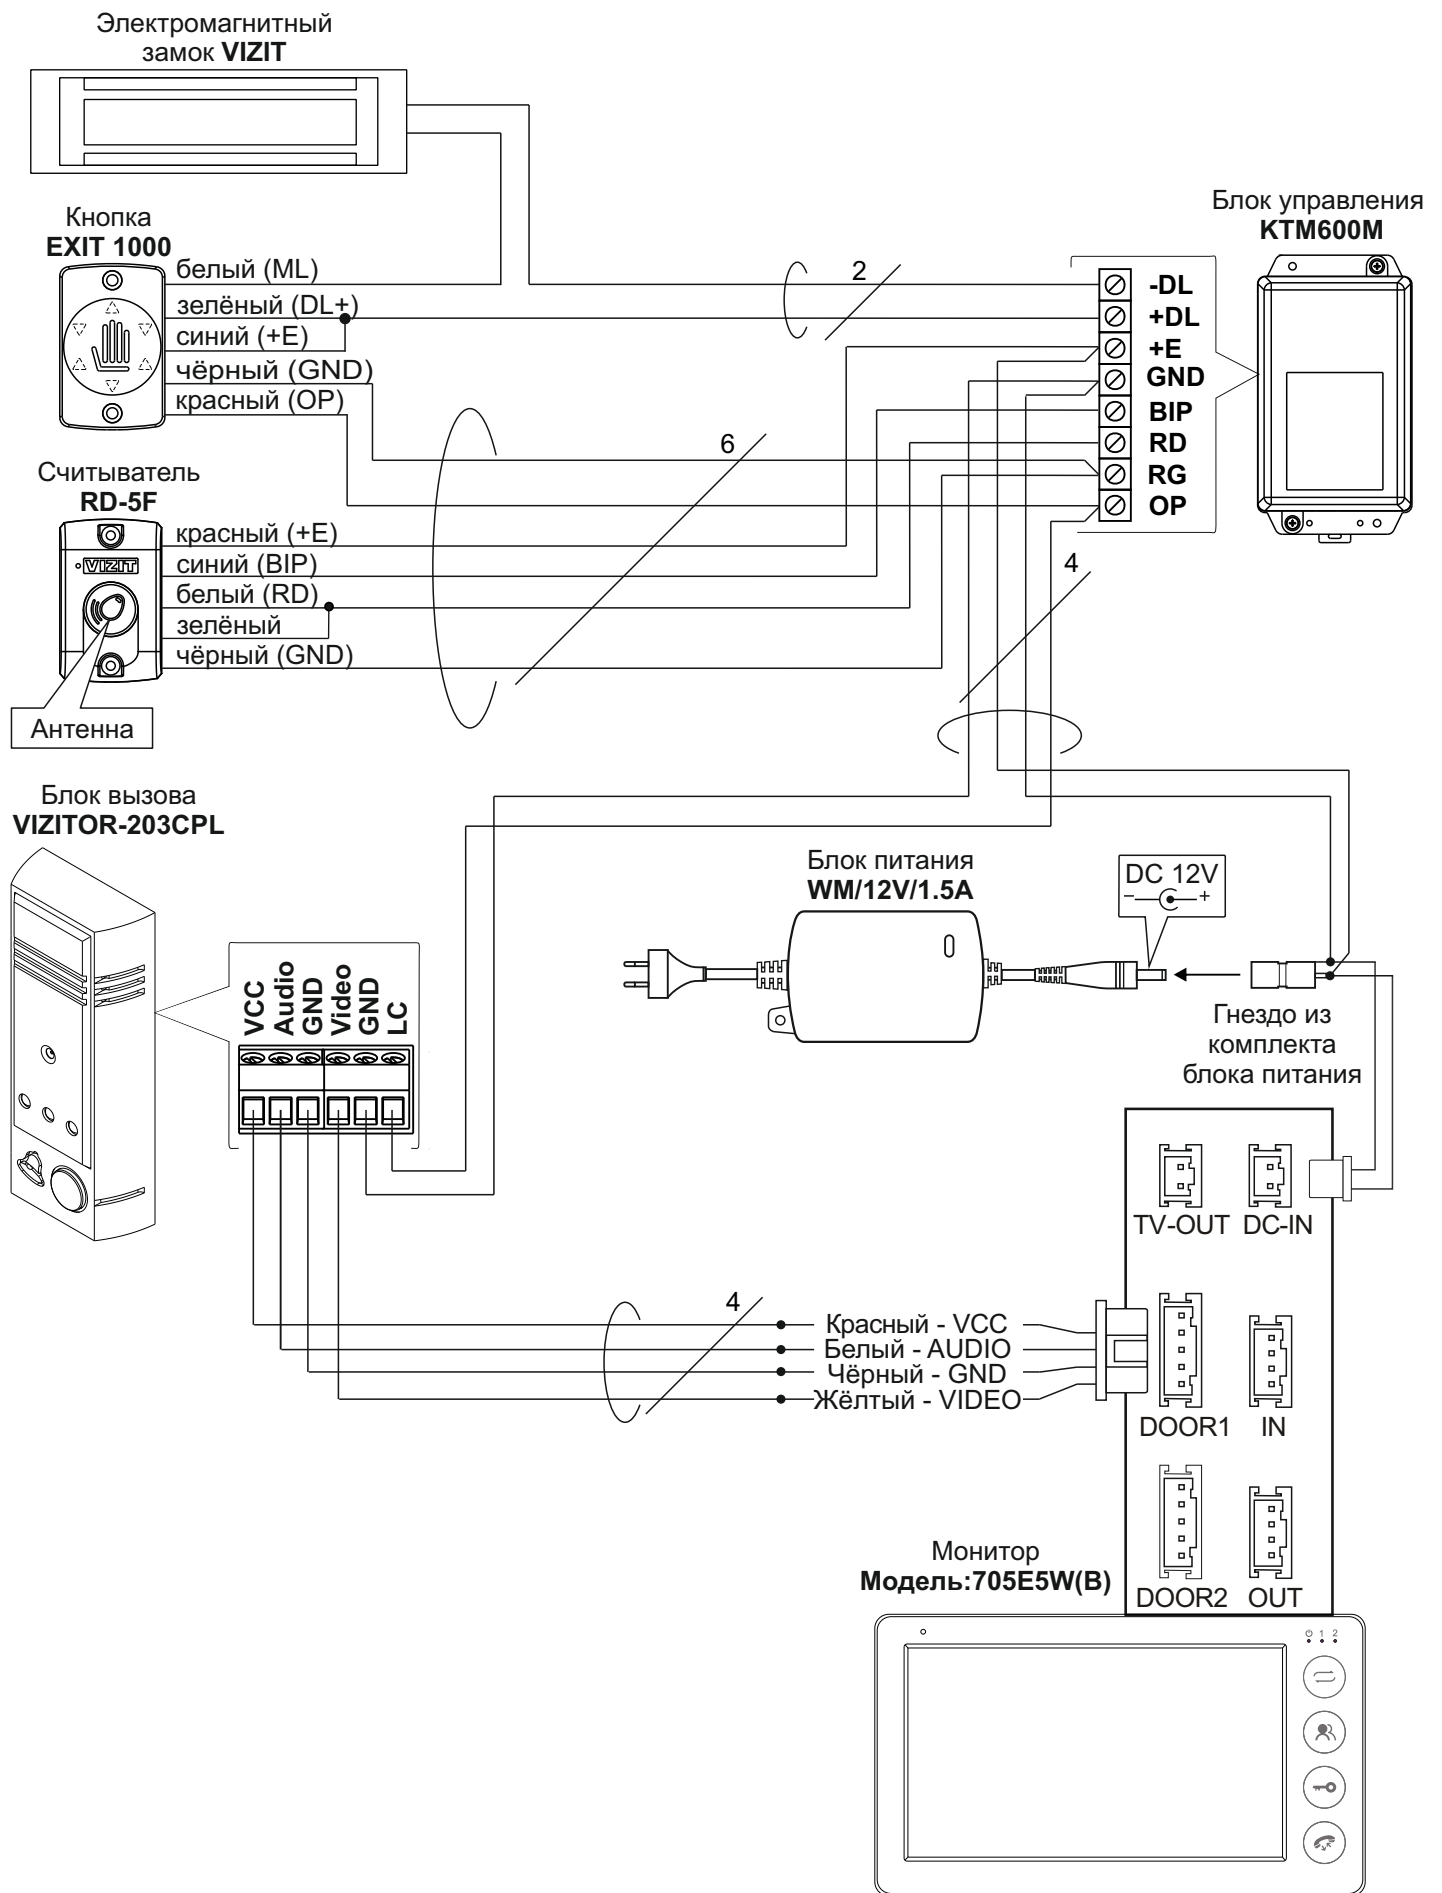 Электромагнитный
замок VIZIT
Кнопка
EXIT 1000
белый (ML)
зелёный (DL+)
синий (+E)
чёрный (GND)
красный (OP)
2
Блок управления
KTM600M
-DL
+DL
+E
GND
BIP
RD
RG
OP
6
Считыватель
RD-5F
VIZIT
красный (+E)
синий (BIP)
белый (RD)
зелёный
чёрный (GND)
4
Антенна
Блок вызова
VIZITOR-203CPL
VCC
Audio
GND
Video
GND
LC
Блок питания
WM/12V/1.5A
DC 12V
− +
Гнездо из
комплекта
блока питания
TV-OUT
DC-IN
4
Красный - VCC
Белый - AUDIO
Чёрный - GND
Жёлтый - VIDEO
DOOR1
IN
DOOR2
OUT
Монитор
Модель:705E5W(B)
1 2